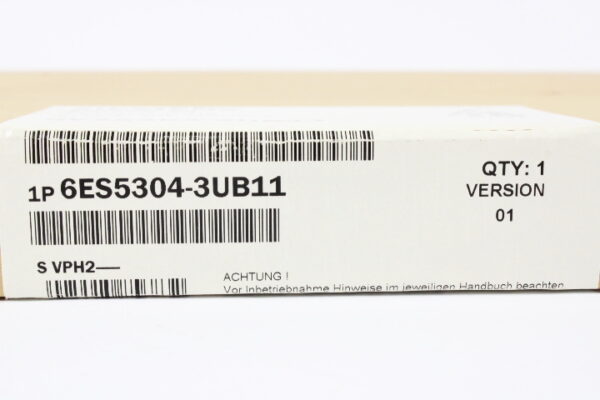 1P 6ES5304-3UB11
QTY: 1
VERSION
01
S VPH2—
ACHTUNG !
Vor Inbetriebnahme Hinweise im jeweiligen Handbuch beachten